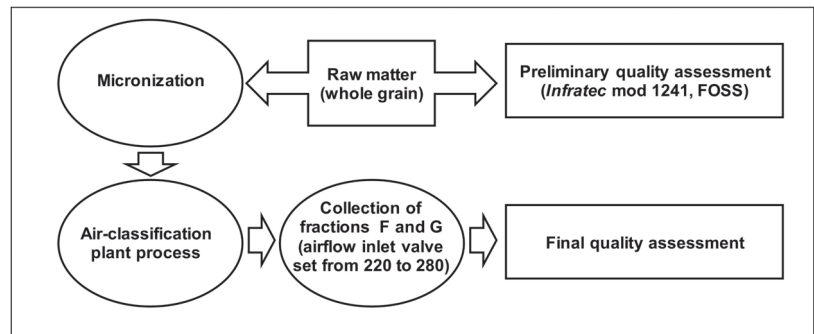 Micronization
Raw matter
(whole grain)
Preliminary quality assessment
(Infratec mod 1241, FOSS)
Air-classification
plant process
Collection of
fractions F and G
(airflow inlet valve
set from 220 to 280)
Final quality assessment